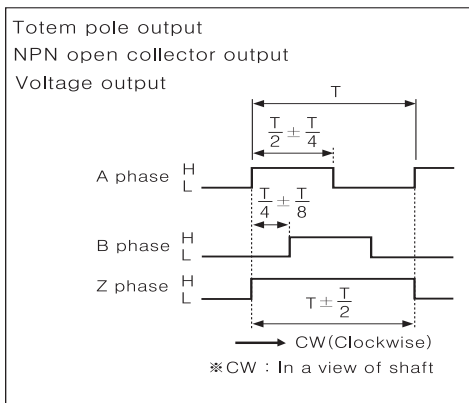 Totem pole output
NPN open collector output
Voltage output
T
T/2 ± T/4
A phase H L
T/4 ± T/8
B phase H L
Z phase H L
T ± T/2
CW(Clockwise)
※CW : In a view of shaft